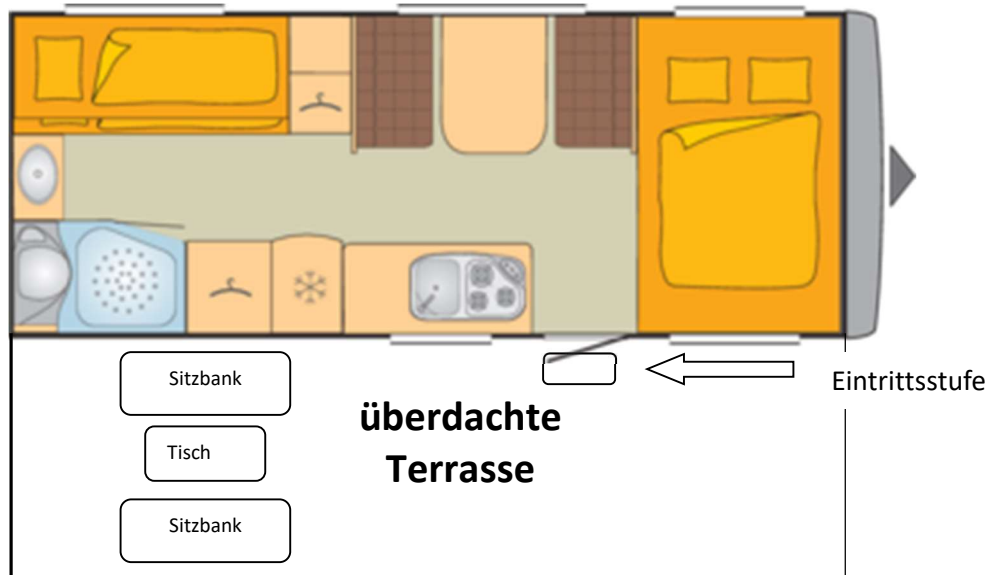 Sitzbank
Eintrittsstufe
überdachte
Terrasse
Tisch
Sitzbank